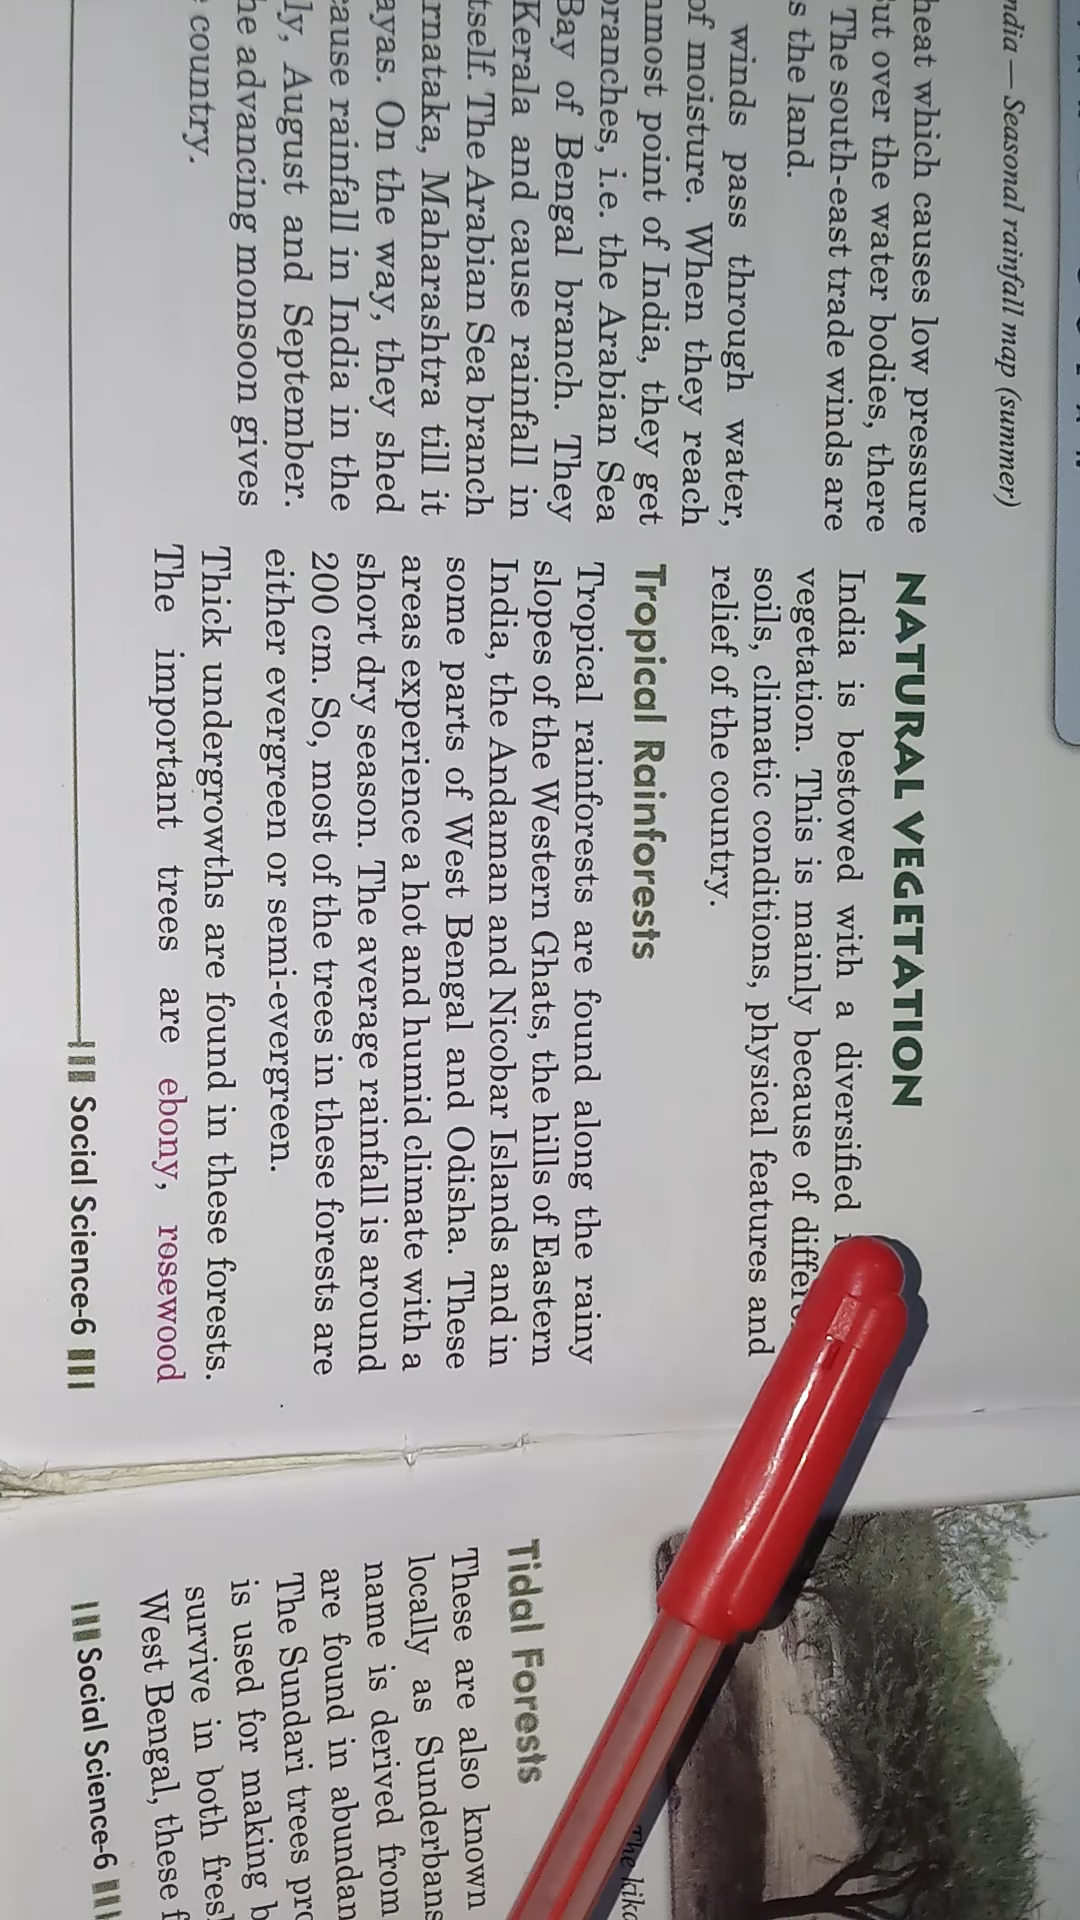 ndia—Seasonal rainfall map (summer)
heat which causes low pressure
But over the water bodies, there
The south-east trade winds are
s the land.
winds pass through water,
of moisture. When they reach
nmost point of India, they get
branches, i.e. the Arabian Sea
Bay of Bengal branch. They
Kerala and cause rainfall in
tself. The Arabian Sea branch
rnataka, Maharashtra till it
ayas. On the way, they shed
cause rainfall in India in the
ly, August and September.
he advancing monsoon gives
country.
NATURAL VEGETATION
India is bestowed with a diversified
vegetation. This is mainly because of
soils, climatic conditions, physical features and
relief of the country.
Tropical Rainforests
Tropical rainforests are found along the rainy
slopes of the Western Ghats, the hills of Eastern
India, the Andaman and Nicobar Islands and in
some parts of West Bengal and Odisha. These
areas experience a hot and humid climate with a
short dry season. The average rainfall is around
200 cm. So, most of the trees in these forests are
either evergreen or semi-evergreen.
Thick undergrowths are found in these forests.
The important trees are ebony, rosewood
Social Science-6
The kika
Tidal Forests
These are also known
locally as Sunderbans
name is derived from
are found in abundan
The Sundari trees pro
is used for making b
survive in both fres
West Bengal, these f
Social Science-6